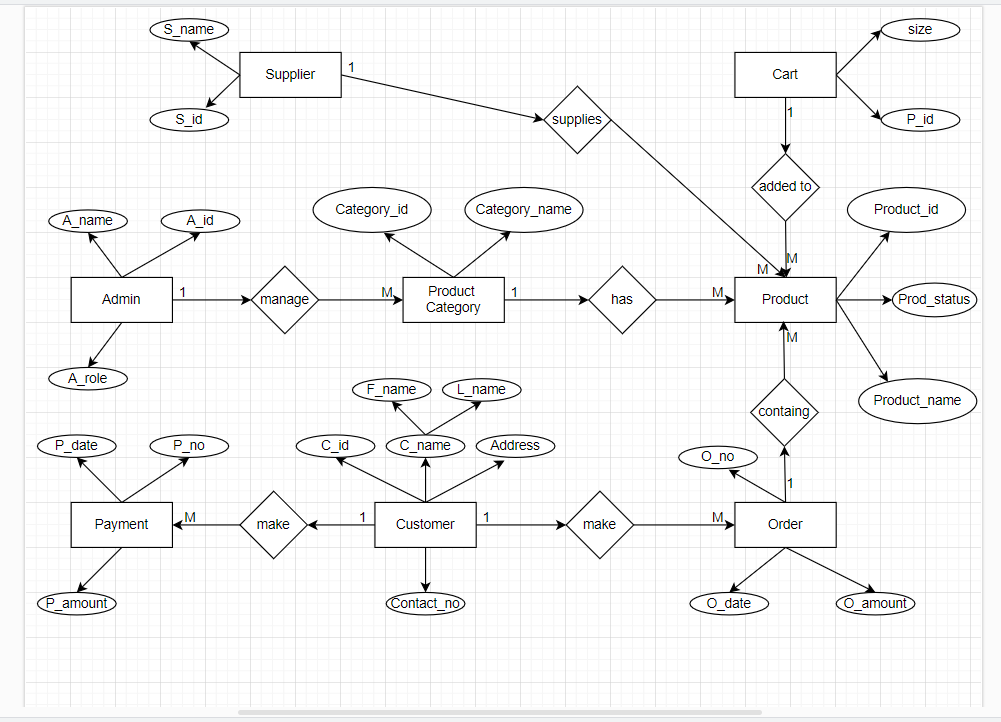 S_name
size
Supplier
1
Cart
S_id
supplies
1
P_id
added to
A_name
A_id
Category_id
Category_name
Product_id
M
M
Admin
1
manage
M
Product
Category
1
has
M
Product
Prod_status
M
A_role
F_name
L_name
Product_name
containg
P_date
P_no
C_id
C_name
Address
O_no
1
Payment
M
make
1
Customer
1
make
M
Order
P_amount
Contact_no
O_date
O_amount